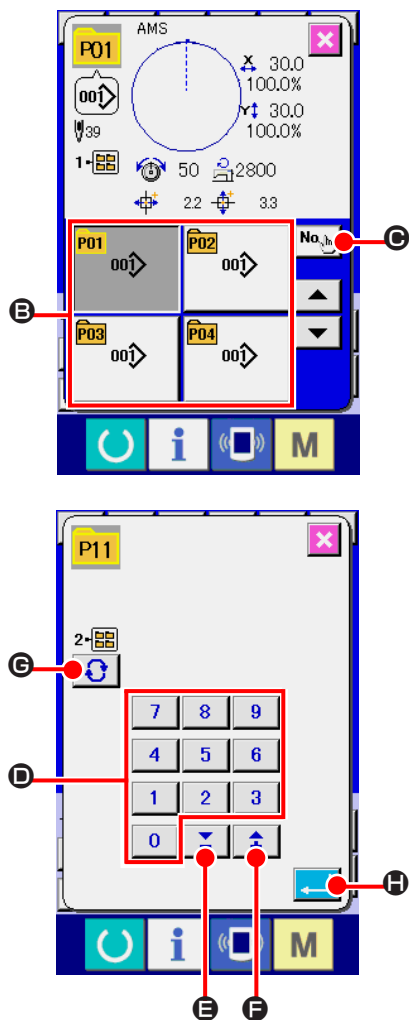 AMS
P01
X 30.0
100.0%
001
Y 30.0
100.0%
39
1
50 2800
2.2 3.3
P01 P02 No.
C
001 001
B
P03 P04
001 001
i M
P11
2
G
7 8 9
4 5 6
D
1 2 3
0
H
i M
E F